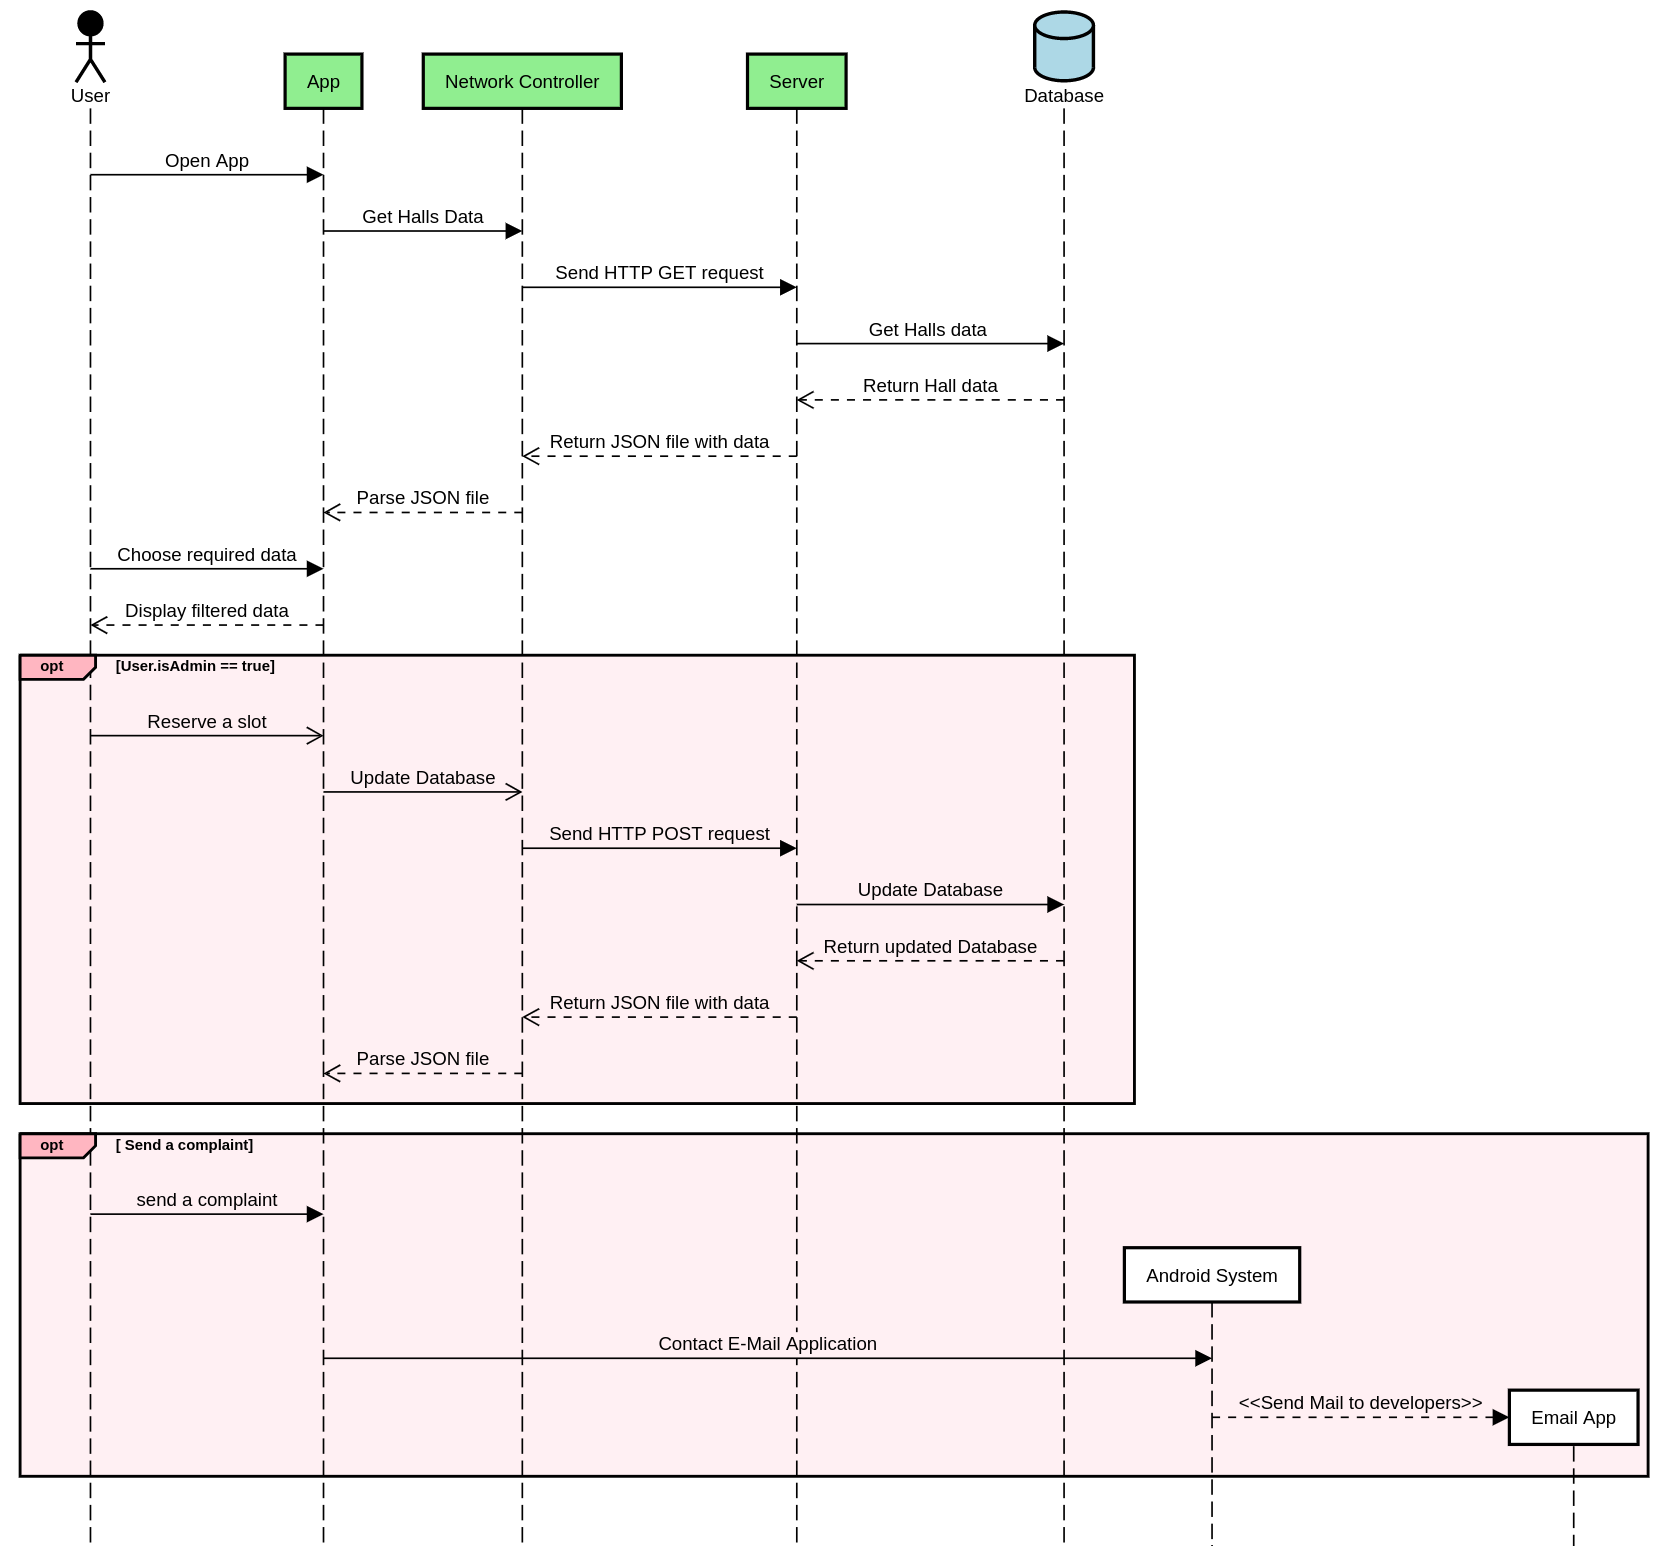 User
App
Network Controller
Server
Database
Open App
Get Halls Data
Send HTTP GET request
Get Halls data
Return Hall data
Return JSON file with data
Parse JSON file
Choose required data
Display filtered data
opt [User.isAdmin == true]
Reserve a slot
Update Database
Send HTTP POST request
Update Database
Return updated Database
Return JSON file with data
Parse JSON file
opt [ Send a complaint]
send a complaint
Android System
Contact E-Mail Application
<<Send Mail to developers>>
Email App